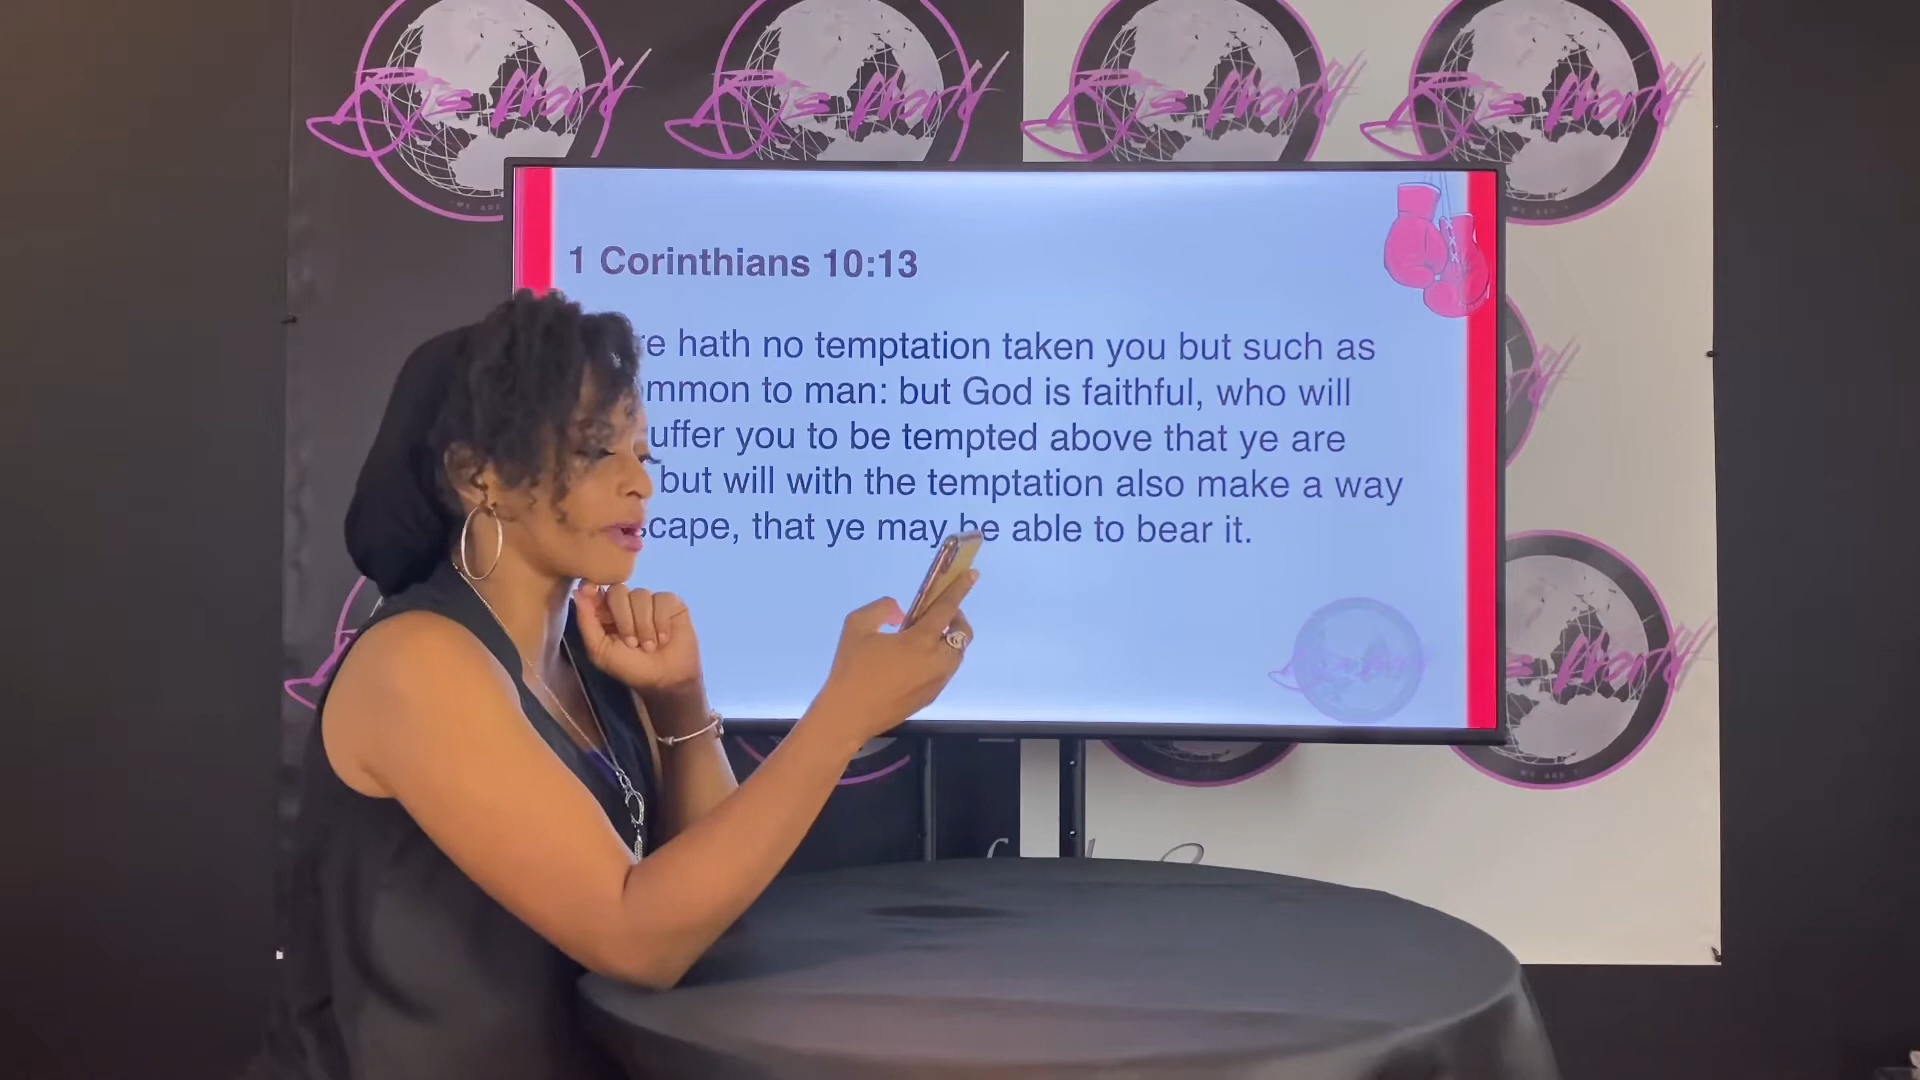 1 Corinthians 10:13
re hath no temptation taken you but such as
mmon to man: but God is faithful, who will
uffer you to be tempted above that ye are
but will with the temptation also make a way
scape, that ye may be able to bear it.